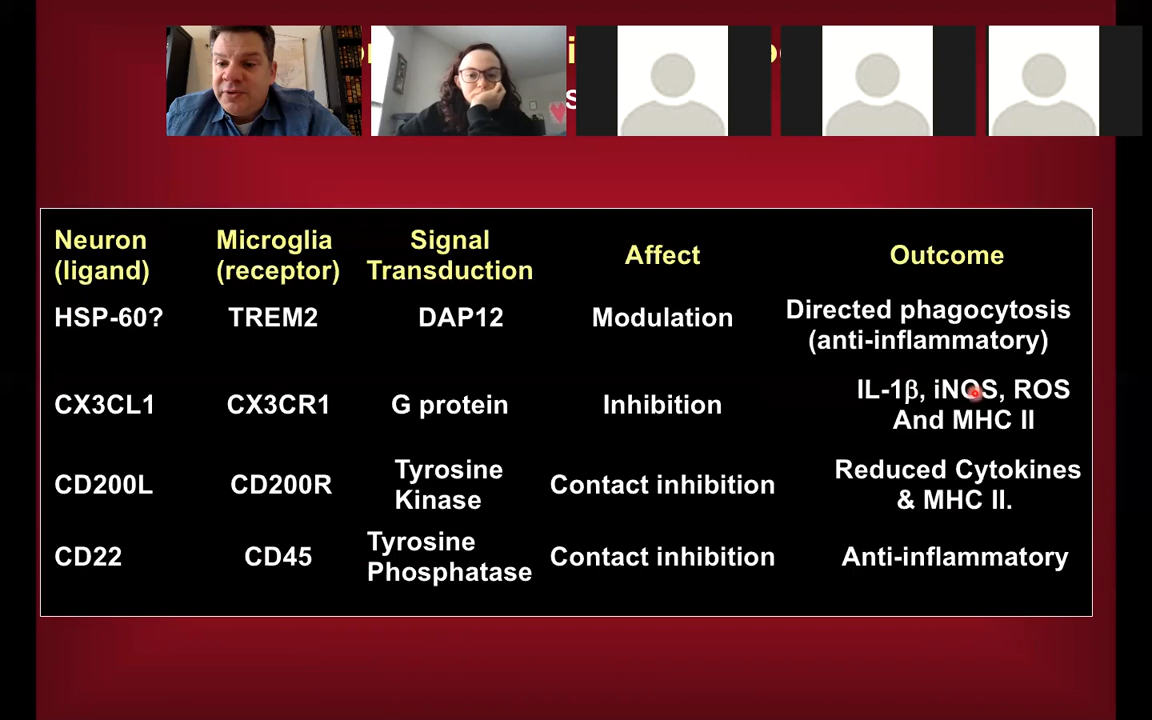 Neuron
(ligand)
Microglia
(receptor)
Signal
Transduction
Affect
Outcome
HSP-60?
TREM2
DAP12
Modulation
Directed phagocytosis
(anti-inflammatory)
CX3CL1
CX3CR1
G protein
Inhibition
IL-1β, iNOS, ROS
And MHC II
CD200L
CD200R
Tyrosine
Kinase
Contact inhibition
Reduced Cytokines
& MHC II.
CD22
CD45
Tyrosine
Phosphatase
Contact inhibition
Anti-inflammatory